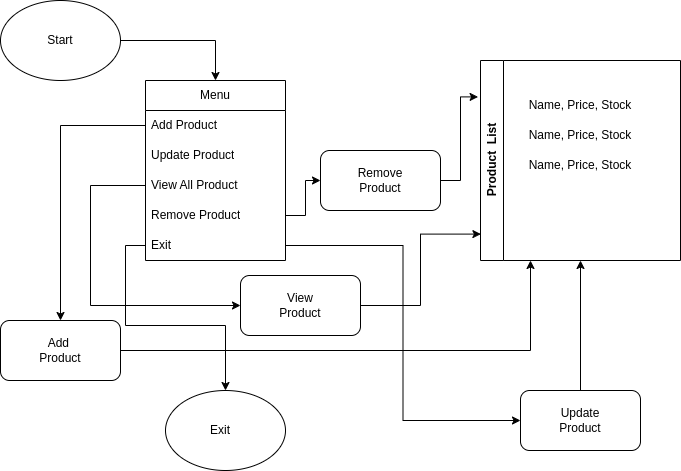 Start
Menu
Add Product
Update Product
View All Product
Remove Product
Exit
Remove
Product
Product List
Name, Price, Stock
Name, Price, Stock
Name, Price, Stock
View
Product
Add
Product
Exit
Update
Product